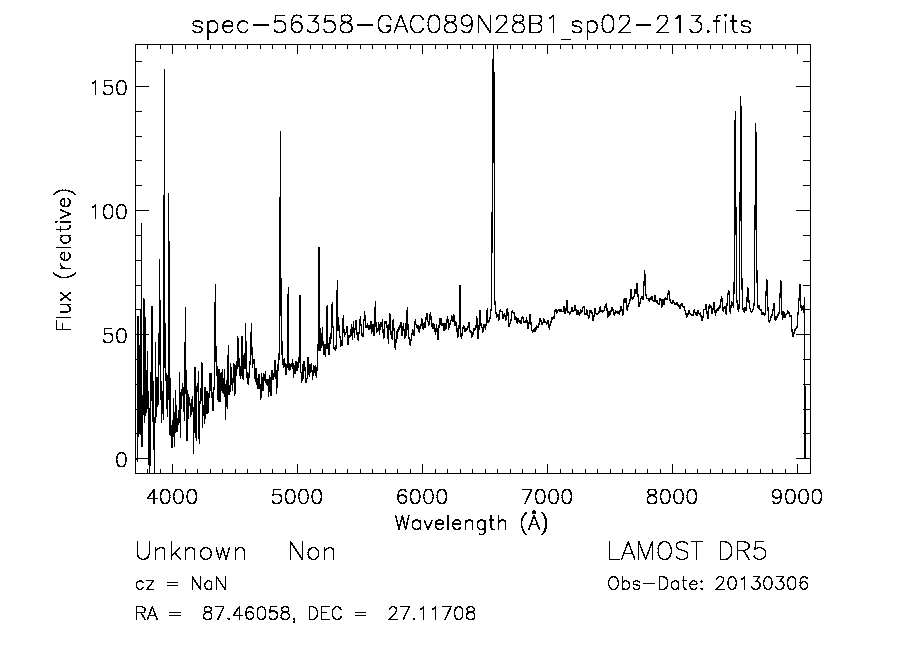 spec-56358-GAC089N28B1_sp02-213.fits
150
100
50
0
Flux (relative)
4000 5000 6000 7000 8000 9000
Wavelength (Å)
Unknown Non LAMOST DR5
cz = NaN Obs-Date: 20130306
RA = 87.46058, DEC = 27.11708